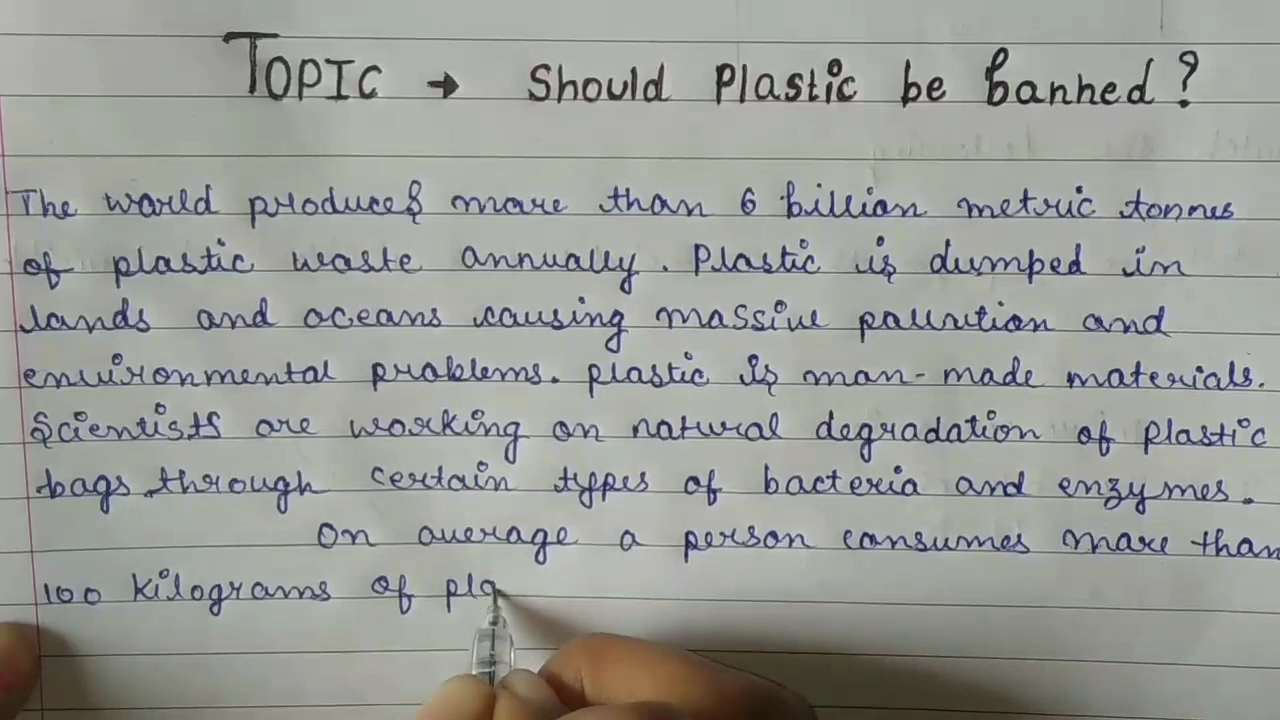 TOPIC → Should Plastic be banned?
The world produces more than 6 billion metric tonnes
of plastic waste annually. Plastic is dumped in
lands and oceans causing massive pollution and
environmental problems. plastic is man-made materials.
Scientists are working on natural degradation of plastic
bags through certain types of bacteria and enzymes.
On average a person consumes more than
100 kilograms of pla